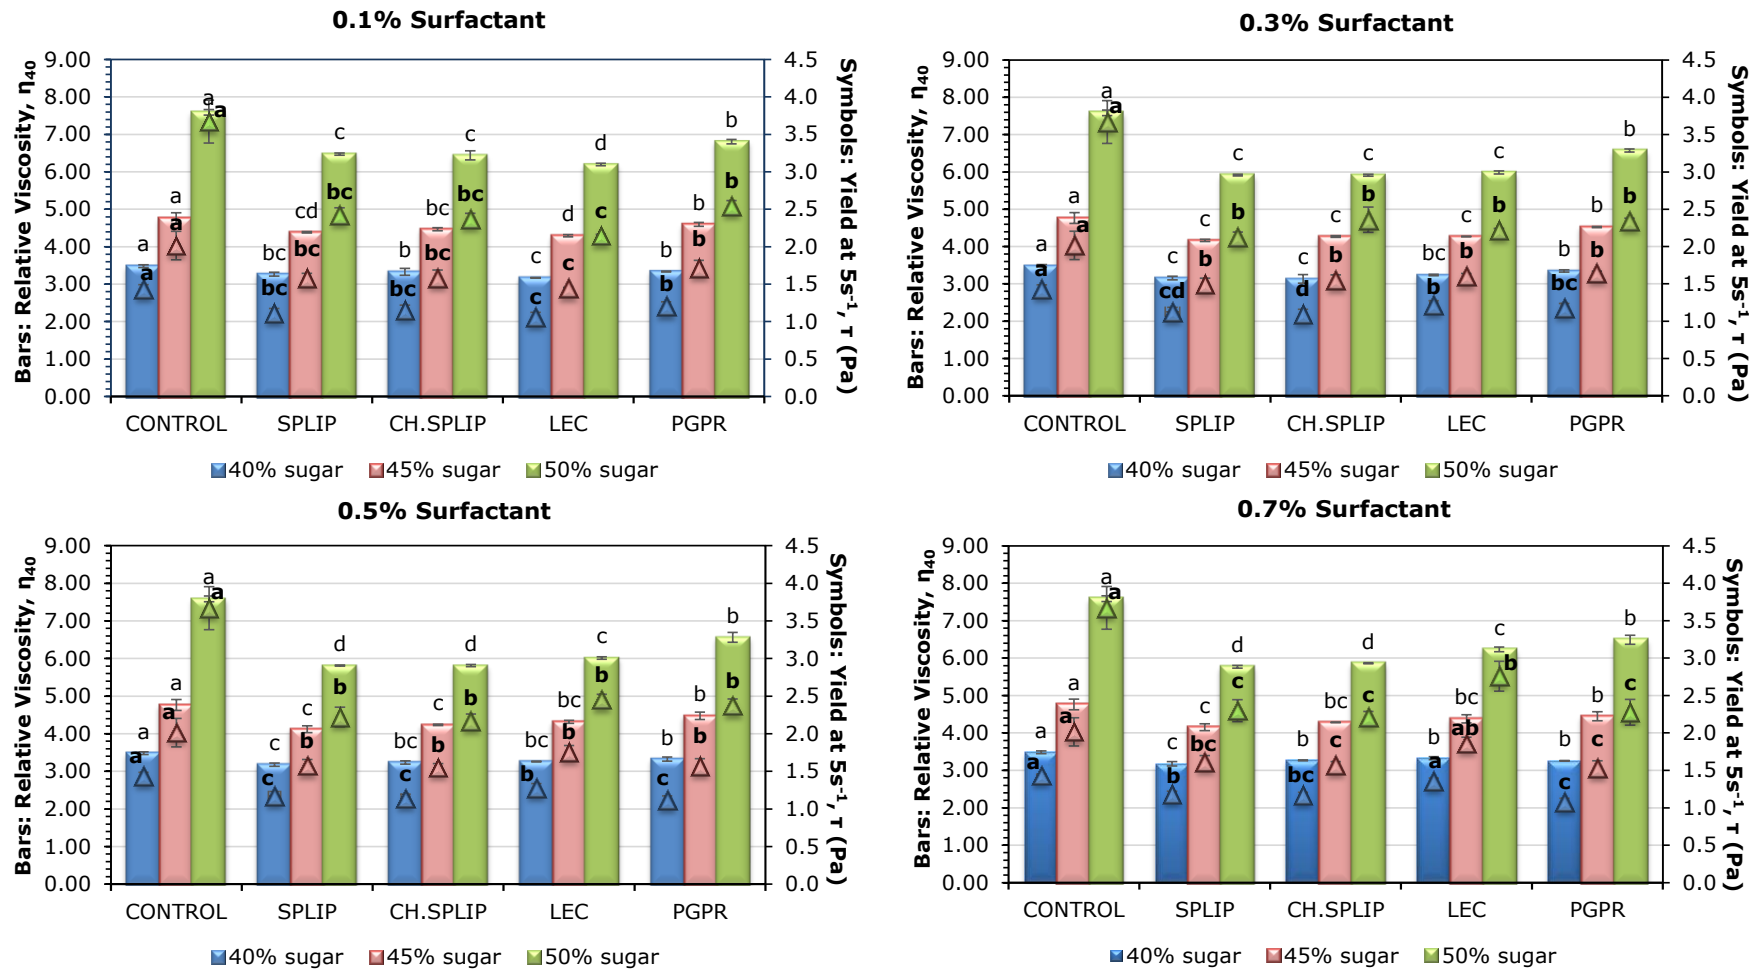 0.1% Surfactant
Bars: Relative Viscosity, η₄₀
9.00
8.00
7.00
6.00
5.00
4.00
3.00
2.00
1.00
0.00
a a a a a a
bc bc cd bc c bc
b bc bc bc c bc
c c d c d c
b b b b b b
4.5
4.0
3.5
3.0
2.5
2.0
1.5
1.0
0.5
0.0
Symbols: Yield at 5s⁻¹, τ (Pa)
CONTROL SPLIP CH.SPLIP LEC PGPR
40% sugar 45% sugar 50% sugar
0.3% Surfactant
Bars: Relative Viscosity, η₄₀
9.00
8.00
7.00
6.00
5.00
4.00
3.00
2.00
1.00
0.00
a a a a a a
c cd c b c b
c d c b c b
bc b c b c b
b bc b b b b
4.5
4.0
3.5
3.0
2.5
2.0
1.5
1.0
0.5
0.0
Symbols: Yield at 5s⁻¹, τ (Pa)
CONTROL SPLIP CH.SPLIP LEC PGPR
40% sugar 45% sugar 50% sugar
0.5% Surfactant
Bars: Relative Viscosity, η₄₀
9.00
8.00
7.00
6.00
5.00
4.00
3.00
2.00
1.00
0.00
a a a a a a
c c c b d b
bc c c b d b
bc b bc b c b
b c b b b b
4.5
4.0
3.5
3.0
2.5
2.0
1.5
1.0
0.5
0.0
Symbols: Yield at 5s⁻¹, τ (Pa)
CONTROL SPLIP CH.SPLIP LEC PGPR
40% sugar 45% sugar 50% sugar
0.7% Surfactant
Bars: Relative Viscosity, η₄₀
9.00
8.00
7.00
6.00
5.00
4.00
3.00
2.00
1.00
0.00
a a a a a a
c b c bc d c
b bc bc c d c
b a bc ab c b
b c b c b c
4.5
4.0
3.5
3.0
2.5
2.0
1.5
1.0
0.5
0.0
Symbols: Yield at 5s⁻¹, τ (Pa)
CONTROL SPLIP CH.SPLIP LEC PGPR
40% sugar 45% sugar 50% sugar